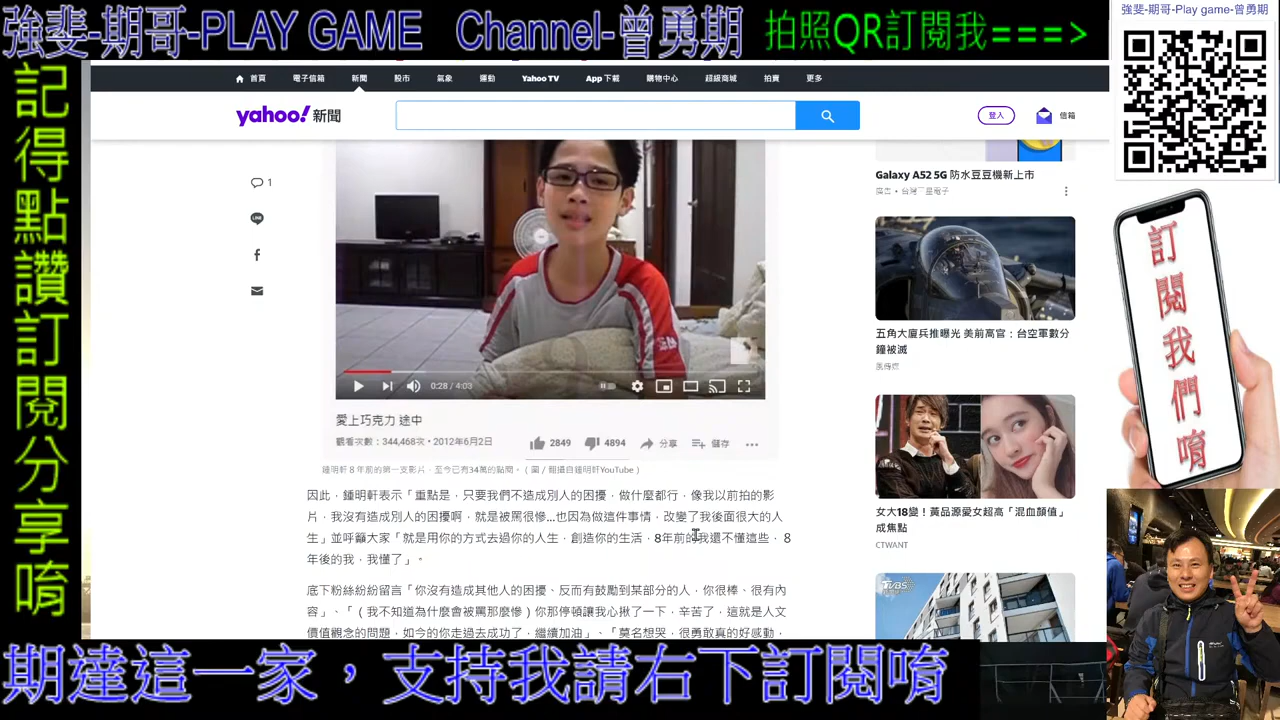 強斐-期哥-PLAY GAME Channel-曾勇期
拍照QR訂閱我===>
強斐-期哥-Play game-曾勇期
記得點讚訂閱分享唷
首頁 電子信箱 新聞 股市 氣象 運動 Yahoo TV App 下載 購物中心 超級商城 拍賣 更多
yahoo!新聞
登入
信箱
1
0:28 / 4:03
愛上巧克力 途中
觀看次數：344,468次・2012年6月2日
2849 4894 分享 儲存
鍾明軒8年前的第一支影片，至今已有34萬的點閱。（圖／翻攝自鍾明軒YouTube）
因此，鍾明軒表示「重點是，只要我們不造成別人的困擾，做什麼都行，像我以前拍的影
片，我沒有造成別人的困擾啊，就是被罵很慘...也因為做這件事情，改變了我後面很大的人
生」並呼籲大家「就是用你的方式去過你的人生，創造你的生活，8年前的我還不懂這些，8
年後的我，我懂了」。
底下粉絲紛紛留言「你沒有造成其他人的困擾、反而有鼓勵到某部分的人，你很棒、很有內
容」、「（我不知道為什麼會被罵那麼慘）你那停頓讓我心揪了一下，辛苦了，這就是人文
價值觀念的問題，如今的你走過去成功了，繼續加油」、「莫名想哭，很勇敢真的好感動，
Galaxy A52 5G 防水豆豆機新上市
廣告・台灣三星電子
五角大廈兵推曝光 美前高官：台空軍數分
鐘被滅
風傳媒
女大18變！黃品源愛女超高「混血顏值」
成焦點
CTWANT
TVBS
訂閱我們唷
期達這一家，支持我請右下訂閱唷